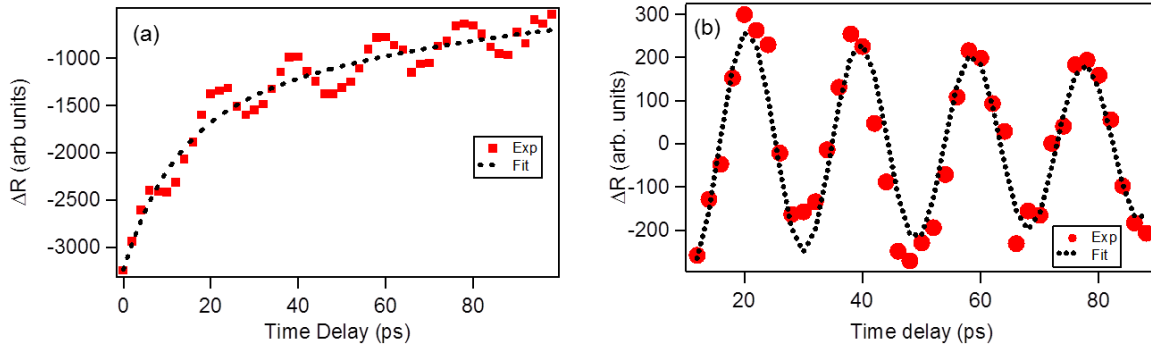 (a)
-1000
-1500
-2000
-2500
-3000
ΔR (arb units)
Exp
Fit
0 20 40 60 80
Time Delay (ps)
(b)
300
200
100
0
-100
-200
ΔR (arb. units)
Exp
Fit
20 40 60 80
Time delay (ps)